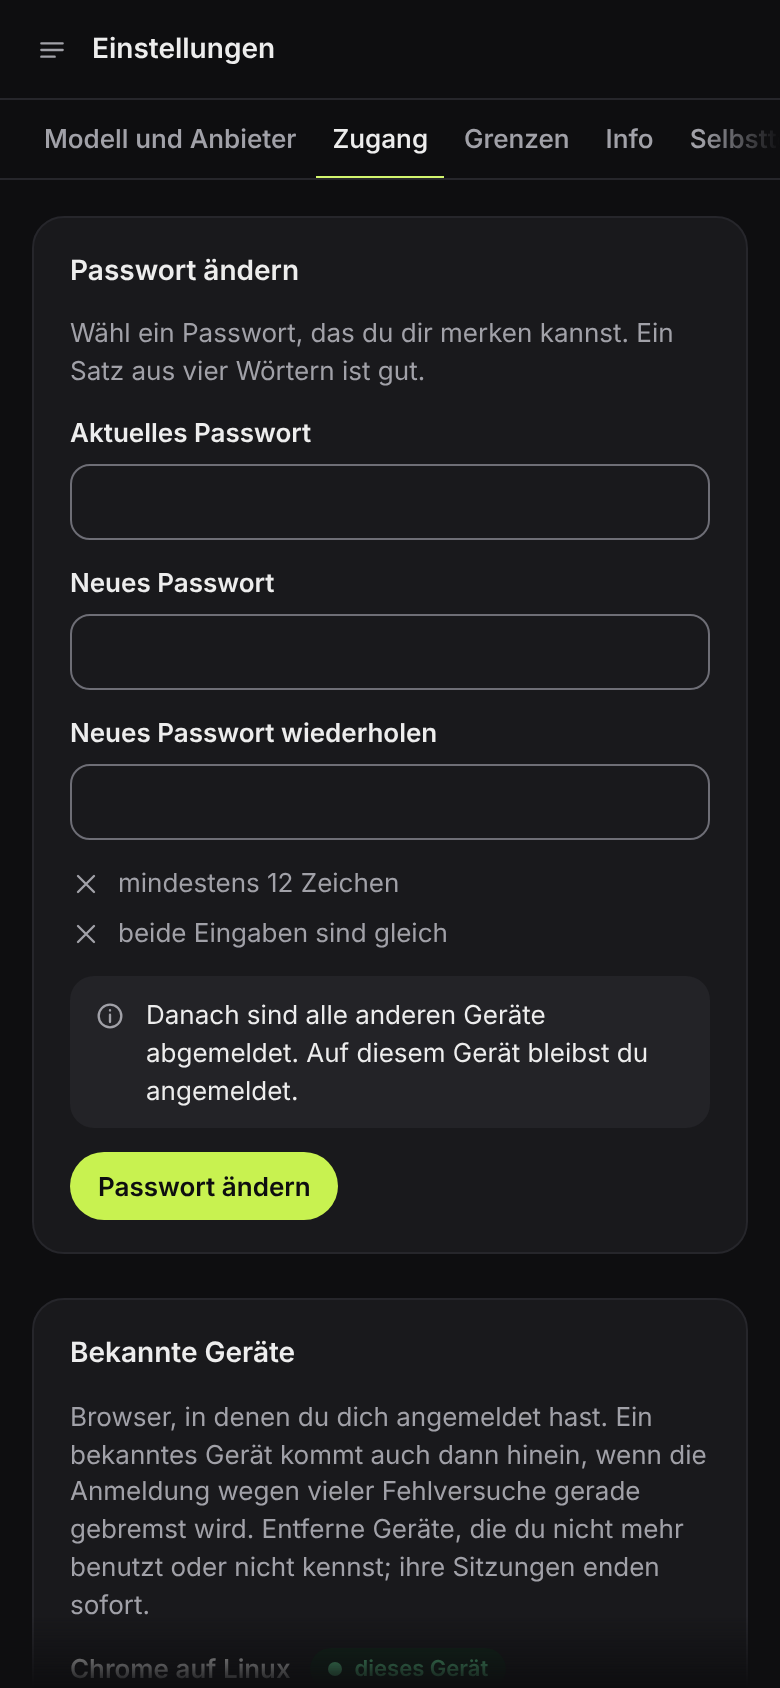 Einstellungen
Modell und Anbieter Zugang Grenzen Info Selbstt
Passwort ändern
Wähl ein Passwort, das du dir merken kannst. Ein
Satz aus vier Wörtern ist gut.
Aktuelles Passwort
Neues Passwort
Neues Passwort wiederholen
mindestens 12 Zeichen
beide Eingaben sind gleich
Danach sind alle anderen Geräte
abgemeldet. Auf diesem Gerät bleibst du
angemeldet.
Passwort ändern
Bekannte Geräte
Browser, in denen du dich angemeldet hast. Ein
bekanntes Gerät kommt auch dann hinein, wenn die
Anmeldung wegen vieler Fehlversuche gerade
gebremst wird. Entferne Geräte, die du nicht mehr
benutzt oder nicht kennst; ihre Sitzungen enden
sofort.
Chrome auf Linux dieses Gerät